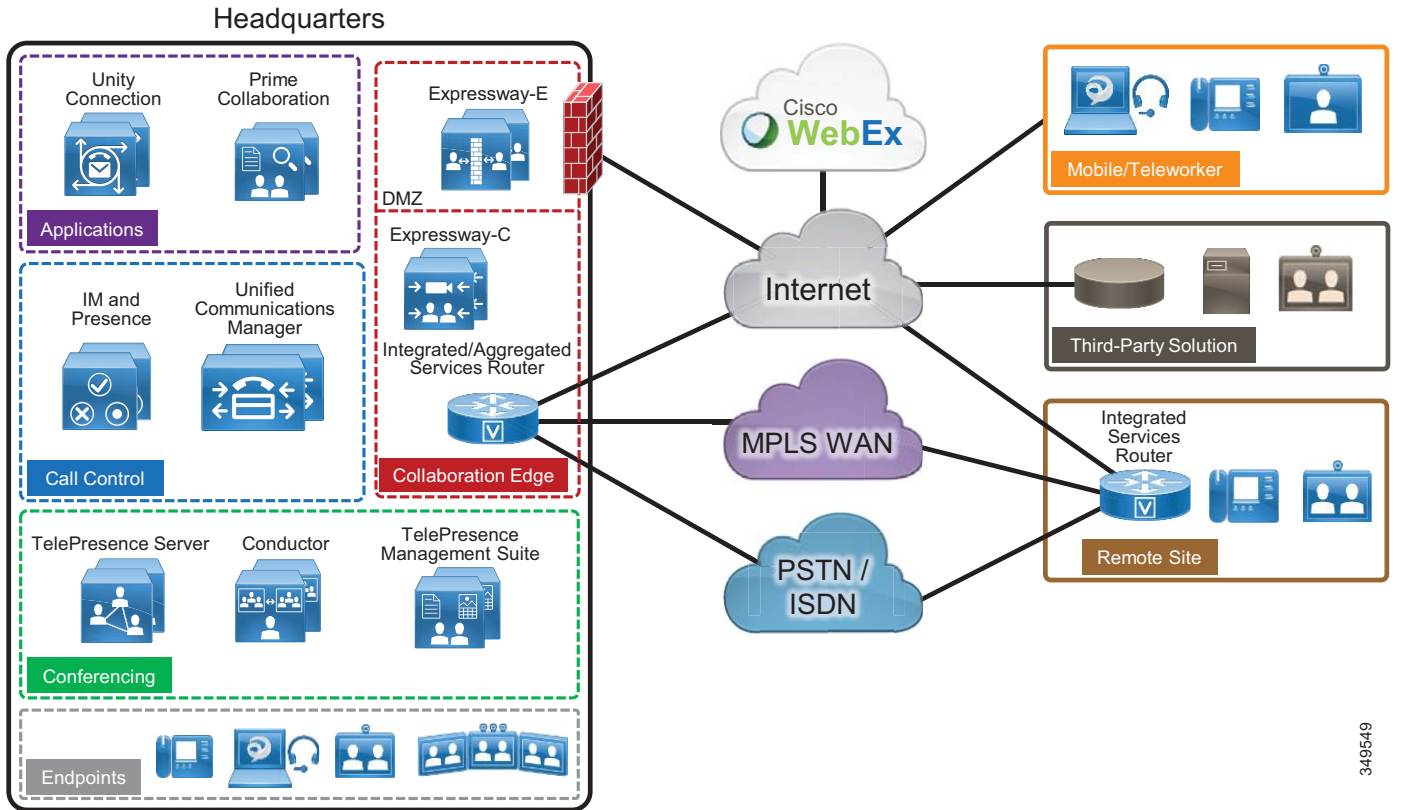 Headquarters
Unity
Connection
Prime
Collaboration
Applications
Expressway-E
DMZ
Expressway-C
Integrated/Aggregated
Services Router
V
Collaboration Edge
IM and
Presence
Unified
Communications
Manager
Call Control
TelePresence Server
Conductor
TelePresence
Management Suite
Conferencing
Endpoints
Cisco
WebEx
Internet
MPLS WAN
PSTN /
ISDN
Mobile/Teleworker
Third-Party Solution
Integrated
Services
Router
V
Remote Site
349549